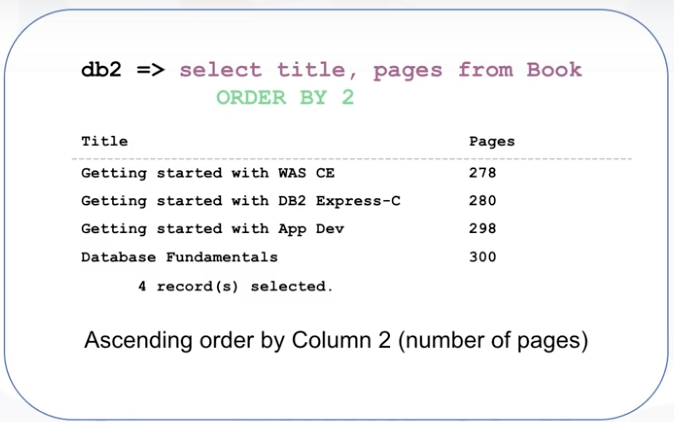 db2 => select title, pages from Book
ORDER BY 2
Title Pages
Getting started with WAS CE 278
Getting started with DB2 Express-C 280
Getting started with App Dev 298
Database Fundamentals 300
4 record(s) selected.
Ascending order by Column 2 (number of pages)